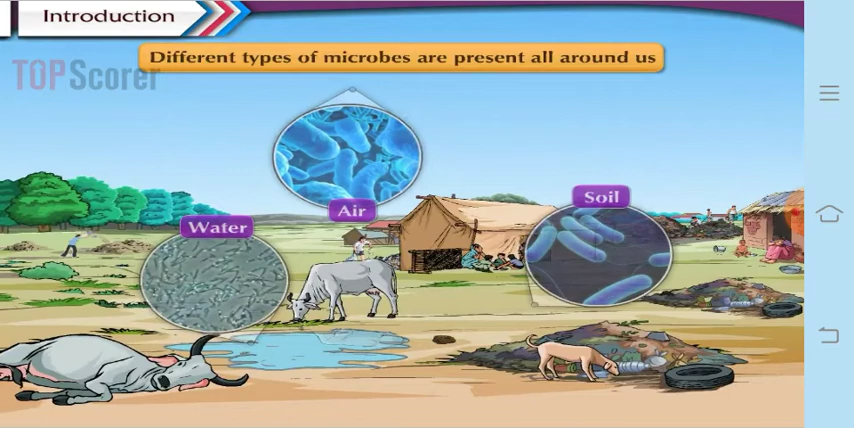 Introduction
Different types of microbes are present all around us
TOPScorer
Air
Soil
Water